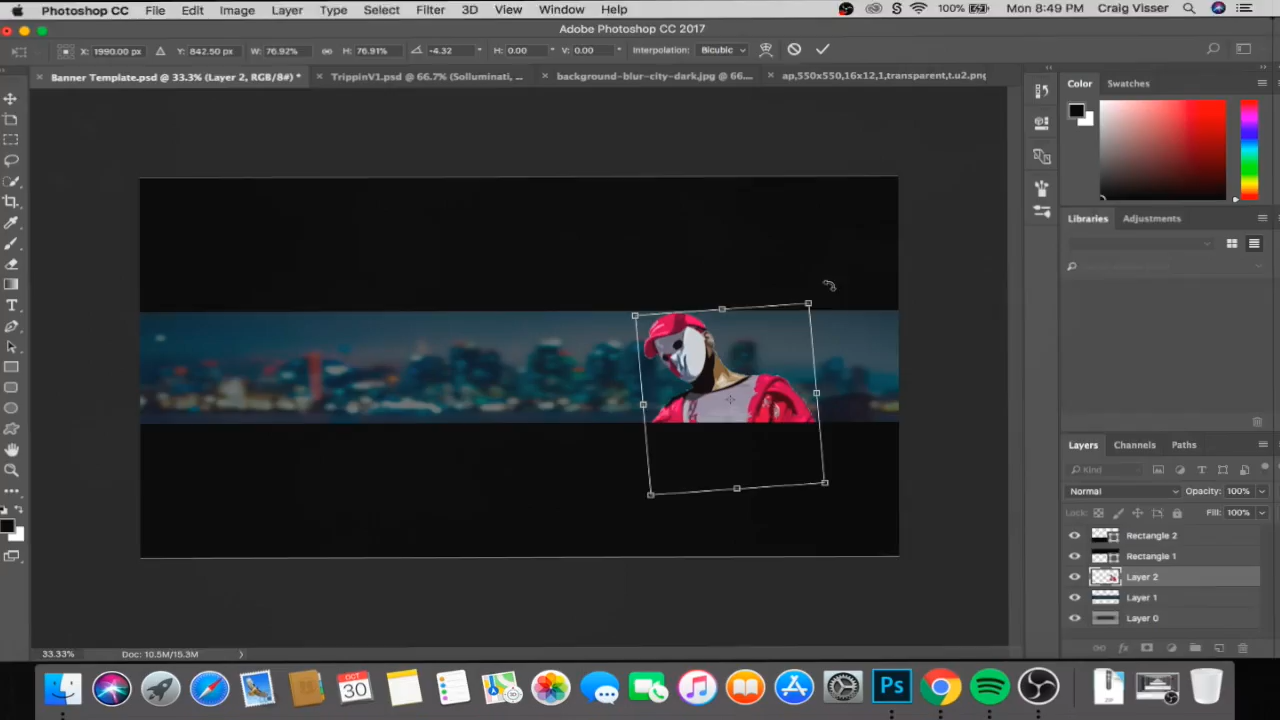 Photoshop CC File Edit Image Layer Type Select Filter 3D View Window Help 100% Mon 8:49 PM Craig Visser
Adobe Photoshop CC 2017
X: 1990.00 px Y: 842.50 px W: 76.92% H: 76.91% -4.32 H: 0.00 V: 0.00 Interpolation: Bicubic
Banner Template.psd @ 33.3% (Layer 2, RGB/8#) * TrippinV1.psd @ 66.7% (Solluminati, ... background-blur-city-dark.jpg @ 66.... ap,550x550,16x12,1,transparent,t.u2.png
Color Swatches
Libraries Adjustments
Layers Channels Paths
Kind
Normal Opacity: 100%
Lock: Fill: 100%
Rectangle 2
Rectangle 1
Layer 2
Layer 1
Layer 0
33.33% Doc: 10.5M/15.3M
OCT
30
Ps
ZIP